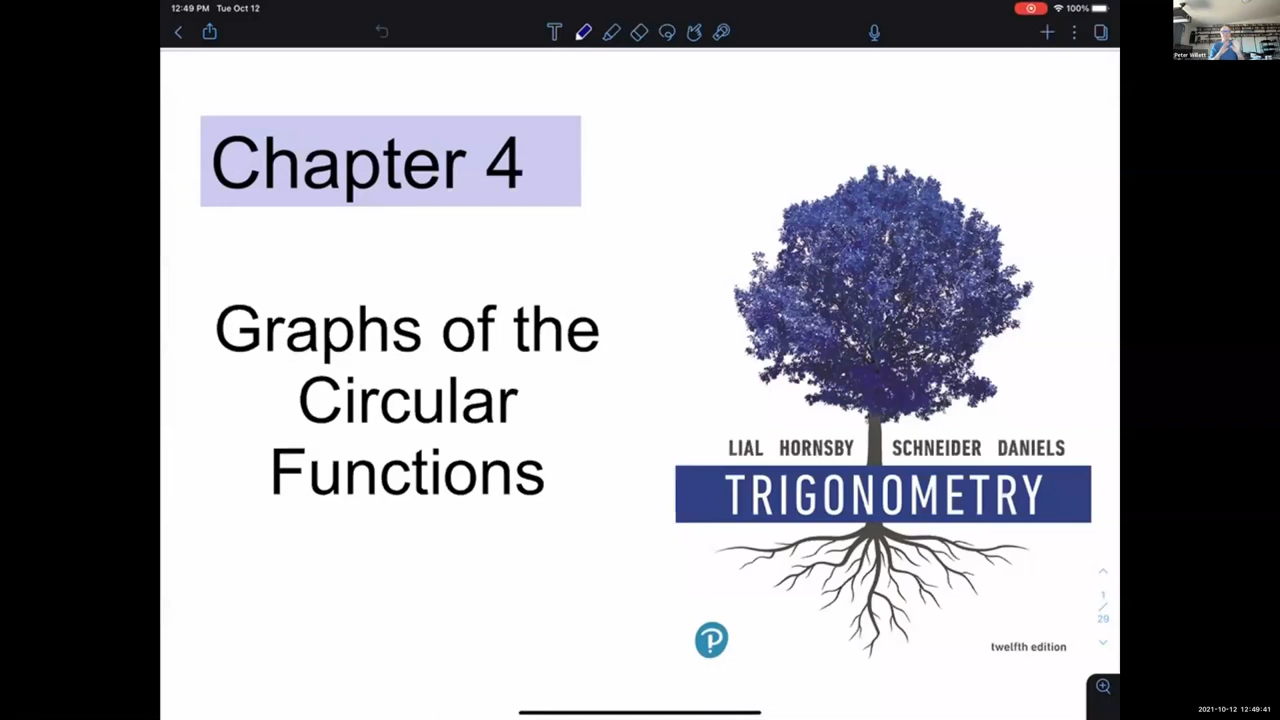 12:49 PM Tue Oct 12
100%
Peter Willett
Chapter 4
Graphs of the
Circular
Functions
LIAL HORNSBY SCHNEIDER DANIELS
TRIGONOMETRY
P
twelfth edition
1
/
29
2021-10-12 12:49:41